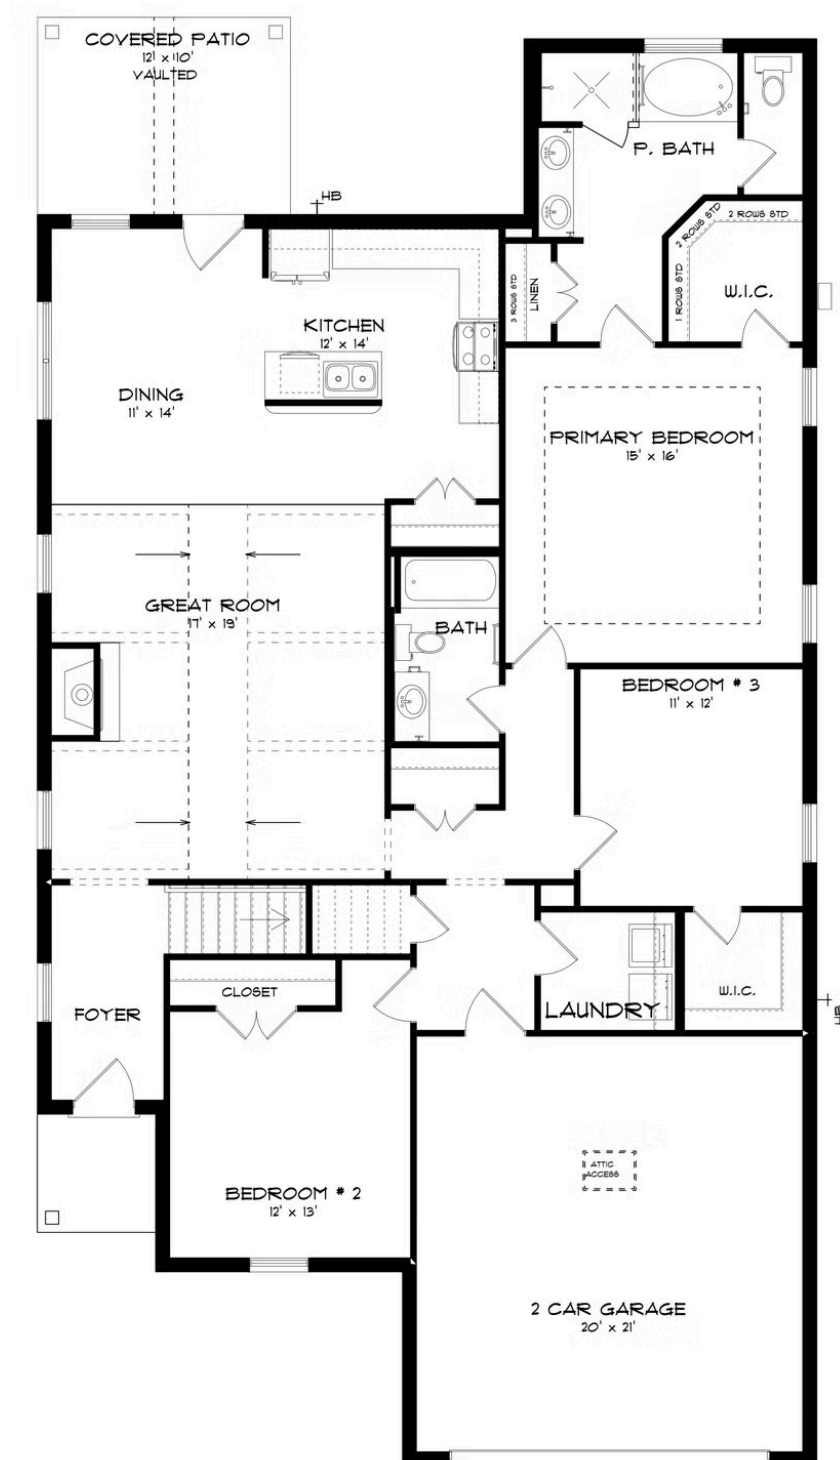 COVERED PATIO
12' x 10'
VAULTED
HB
P. BATH
2 ROWS STD
2 ROWS STD
1 ROWS STD
W.I.C.
3 ROWS STD
LINEN
KITCHEN
12' x 14'
DINING
11' x 14'
PRIMARY BEDROOM
15' x 16'
GREAT ROOM
17' x 19'
BATH
BEDROOM # 3
11' x 12'
CLOSET
FOYER
LAUNDRY
W.I.C.
HB
ATTIC
ACCESS
BEDROOM # 2
12' x 13'
2 CAR GARAGE
20' x 21'